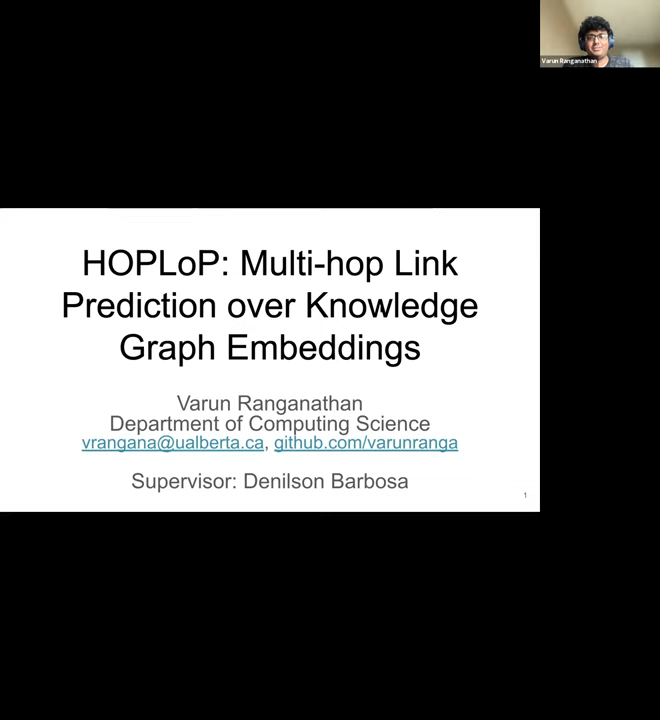 Varun Ranganathan
HOPLoP: Multi-hop Link
Prediction over Knowledge
Graph Embeddings
Varun Ranganathan
Department of Computing Science
vrangana@ualberta.ca, github.com/varunranga
Supervisor: Denilson Barbosa
1